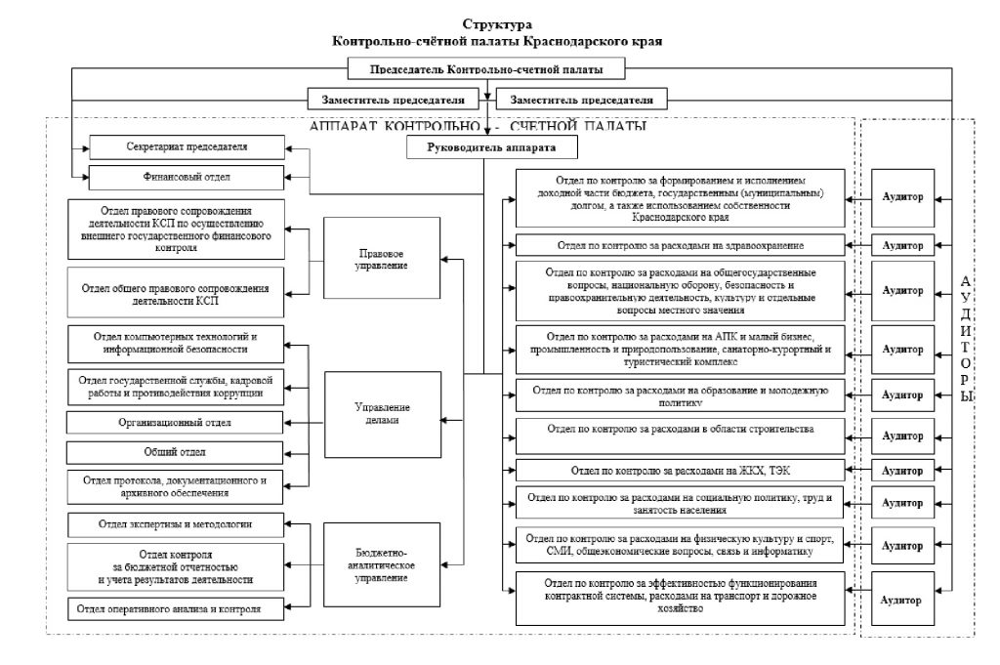 Структура
Контрольно-счётной палаты Краснодарского края
Председатель Контрольно-счетной палаты
Заместитель председателя
Заместитель председателя
АППАРАТ КОНТРОЛЬНО - СЧЕТНОЙ ПАЛАТЫ
Руководитель аппарата
Секретариат председателя
Финансовый отдел
Отдел правового сопровождения
деятельности КСП по осуществлению
внешнего государственного финансового
контроля
Отдел общего правового сопровождения
деятельности КСП
Правовое
управление
Отдел компьютерных технологий и
информационной безопасности
Отдел государственной службы, кадровой
работы и противодействия коррупции
Организационный отдел
Общий отдел
Отдел протокола, документационного и
архивного обеспечения
Управление
делами
Отдел экспертизы и методологии
Отдел контроля
за бюджетной отчетностью
и учета результатов деятельности
Отдел оперативного анализа и контроля
Бюджетно-
аналитическое
управление
Отдел по контролю за формированием и исполнением
доходной части бюджета, государственным (муниципальным)
долгом, а также использованием собственности
Краснодарского края
Аудитор
Отдел по контролю за расходами на здравоохранение
Аудитор
Отдел по контролю за расходами на общегосударственные
вопросы, национальную оборону, безопасность и
правоохранительную деятельность, культуру и отдельные
вопросы местного значения
Аудитор
Отдел по контролю за расходами на АПК и малый бизнес,
промышленность и природопользование, санаторно-курортный и
туристический комплекс
Аудитор
Отдел по контролю за расходами на образование и молодежную
политику
Аудитор
Отдел по контролю за расходами в области строительства
Аудитор
Отдел по контролю за расходами на ЖКХ, ТЭК
Аудитор
Отдел по контролю за расходами на социальную политику, труд и
занятость населения
Аудитор
Отдел по контролю за расходами на физическую культуру и спорт,
СМИ, общеэкономические вопросы, связь и информатику
Аудитор
Отдел по контролю за эффективностью функционирования
контрактной системы, расходами на транспорт и дорожное
хозяйство
Аудитор
АУДИТОРЫ